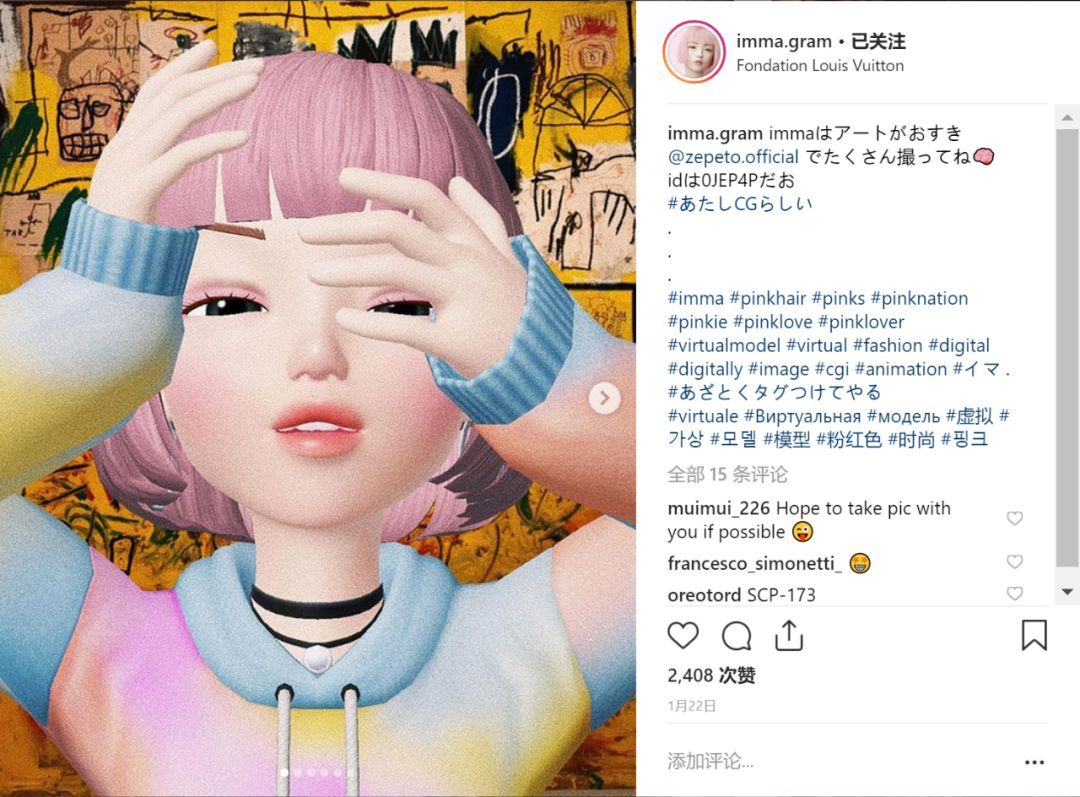 imma.gram • 已关注
Fondation Louis Vuitton
imma.gram immaはアートがおすき
@zepeto.official でたくさん撮ってね🧠
idは0JEP4Pだお
#あたしCGらしい
.
.
.
#imma #pinkhair #pinks #pinknation
#pinkie #pinklove #pinklover
#virtualmodel #virtual #fashion #digital
#digitally #image #cgi #animation #イマ .
#あざとくタグつけてやる
#virtuale #Виртуальная #модель #虚拟 #
가상 #모델 #模型 #粉红色 #时尚 #핑크
全部 15 条评论
muimui_226 Hope to take pic with
you if possible 😜
francesco_simonetti_ 🤩
oreotord SCP-173
2,408 次赞
1月22日
添加评论...